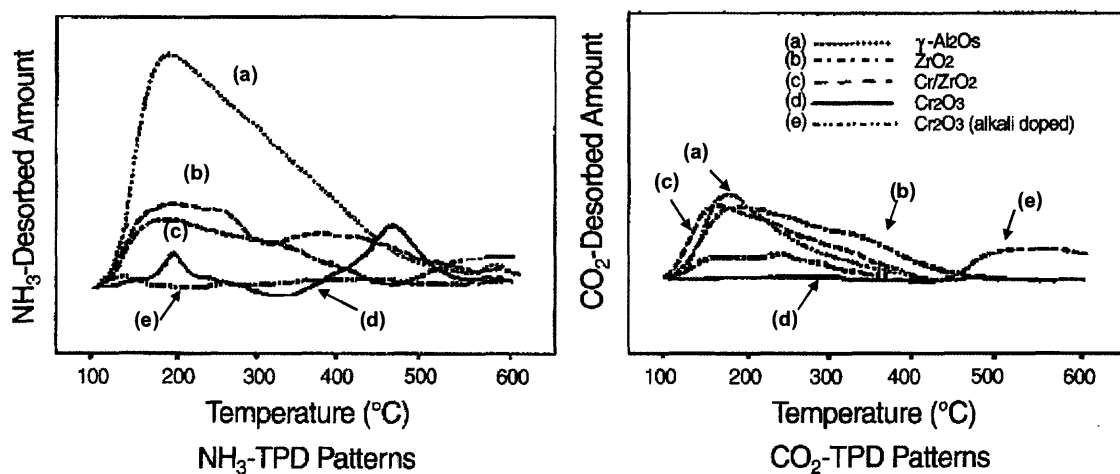 NH3-Desorbed Amount
(a)
(b)
(c)
(e)
(d)
100 200 300 400 500 600
Temperature (°C)
NH3-TPD Patterns
CO2-Desorbed Amount
(a) γ-Al2Os
(b) ZrO2
(c) Cr/ZrO2
(d) Cr2O3
(e) Cr2O3 (alkali doped)
(a)
(c)
(b)
(e)
(d)
100 200 300 400 500 600
Temperature (°C)
CO2-TPD Patterns